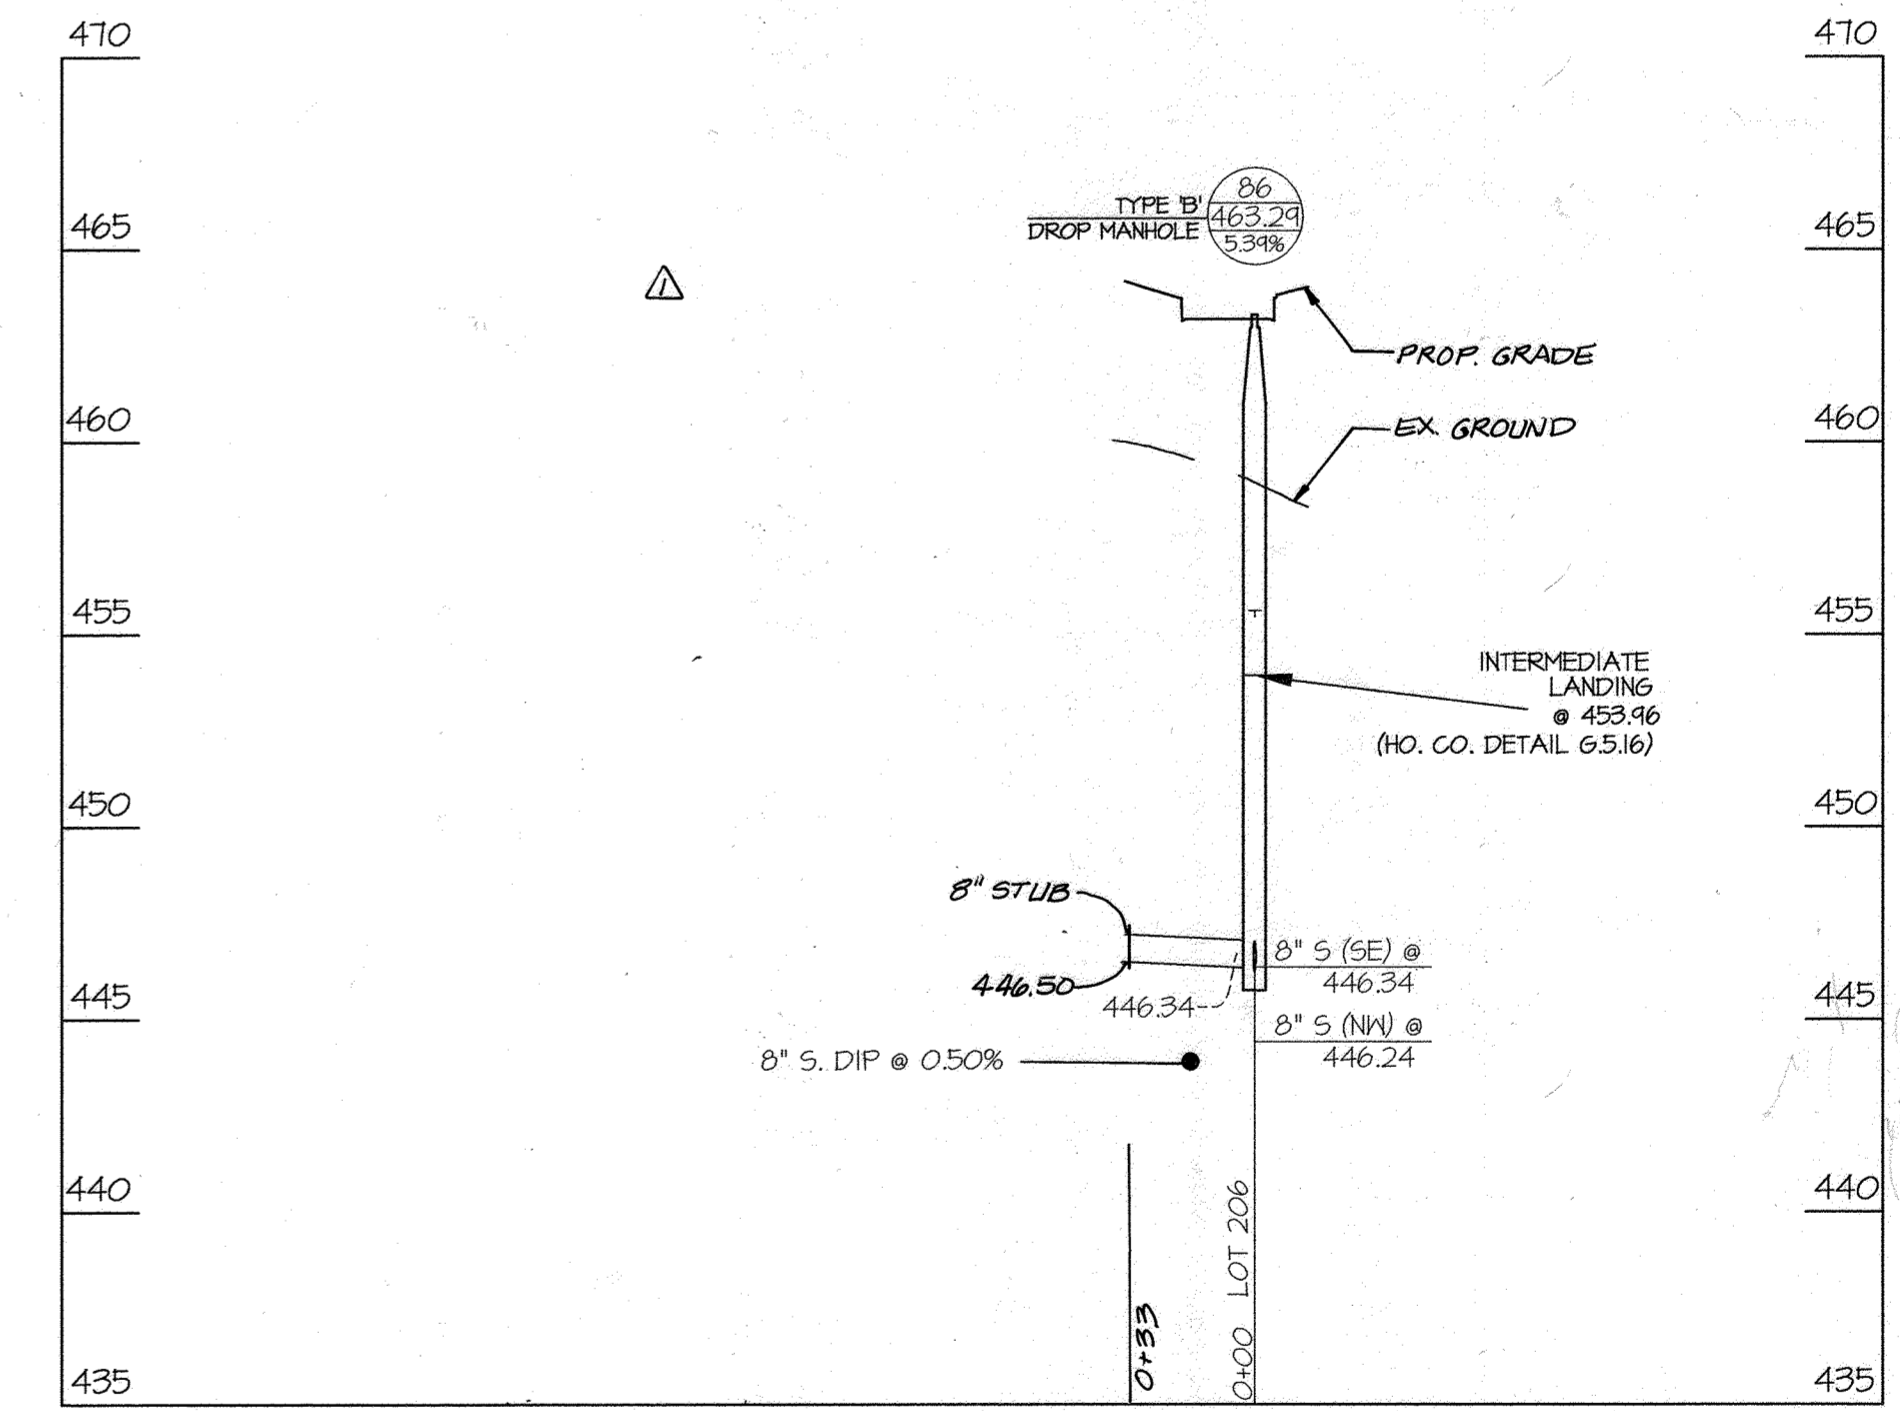 470
470
86
TYPE 'B'
463.29
DROP MANHOLE
5.39%
465
465
1
PROP. GRADE
460
460
EX. GROUND
455
455
INTERMEDIATE
LANDING
@ 453.96
(HO. CO. DETAIL G.5.16)
450
450
8" STUB
8" S (SE) @
446.34
446.50
446.34
445
445
8" S (NW) @
446.24
8" S. DIP @ 0.50%
440
440
0+33
0+00 LOT 206
435
435